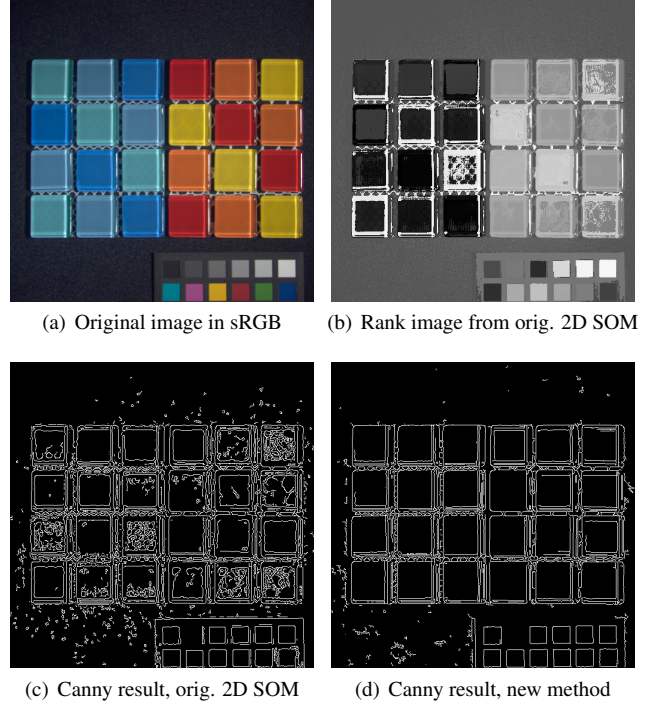 (a) Original image in sRGB
(b) Rank image from orig. 2D SOM
(c) Canny result, orig. 2D SOM
(d) Canny result, new method